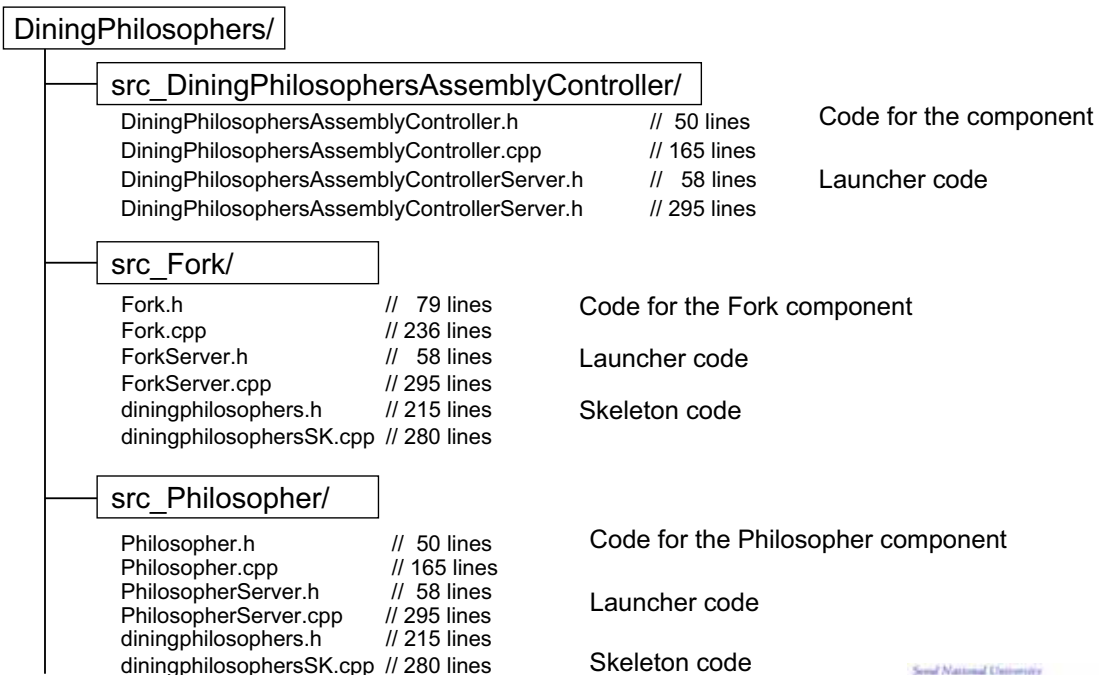 DiningPhilosophers/
src_DiningPhilosophersAssemblyController/
DiningPhilosophersAssemblyController.h // 50 lines Code for the component
DiningPhilosophersAssemblyController.cpp // 165 lines
DiningPhilosophersAssemblyControllerServer.h // 58 lines Launcher code
DiningPhilosophersAssemblyControllerServer.h // 295 lines
src_Fork/
Fork.h // 79 lines Code for the Fork component
Fork.cpp // 236 lines
ForkServer.h // 58 lines Launcher code
ForkServer.cpp // 295 lines
diningphilosophers.h // 215 lines Skeleton code
diningphilosophersSK.cpp // 280 lines
src_Philosopher/
Philosopher.h // 50 lines Code for the Philosopher component
Philosopher.cpp // 165 lines
PhilosopherServer.h // 58 lines Launcher code
PhilosopherServer.cpp // 295 lines
diningphilosophers.h // 215 lines
diningphilosophersSK.cpp // 280 lines Skeleton code
Seoul National University